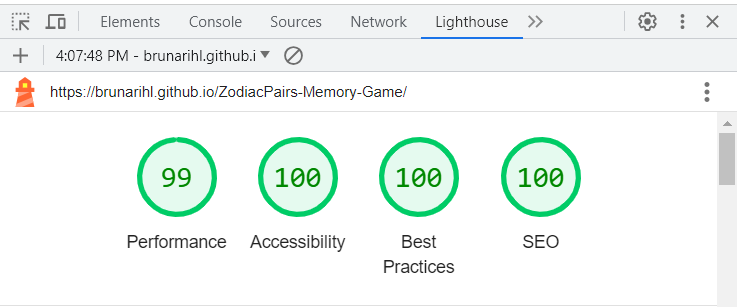 Elements Console Sources Network Lighthouse
4:07:48 PM - brunarihl.github.i
https://brunarihl.github.io/ZodiacPairs-Memory-Game/
99 100 100 100
Performance Accessibility Best Practices SEO